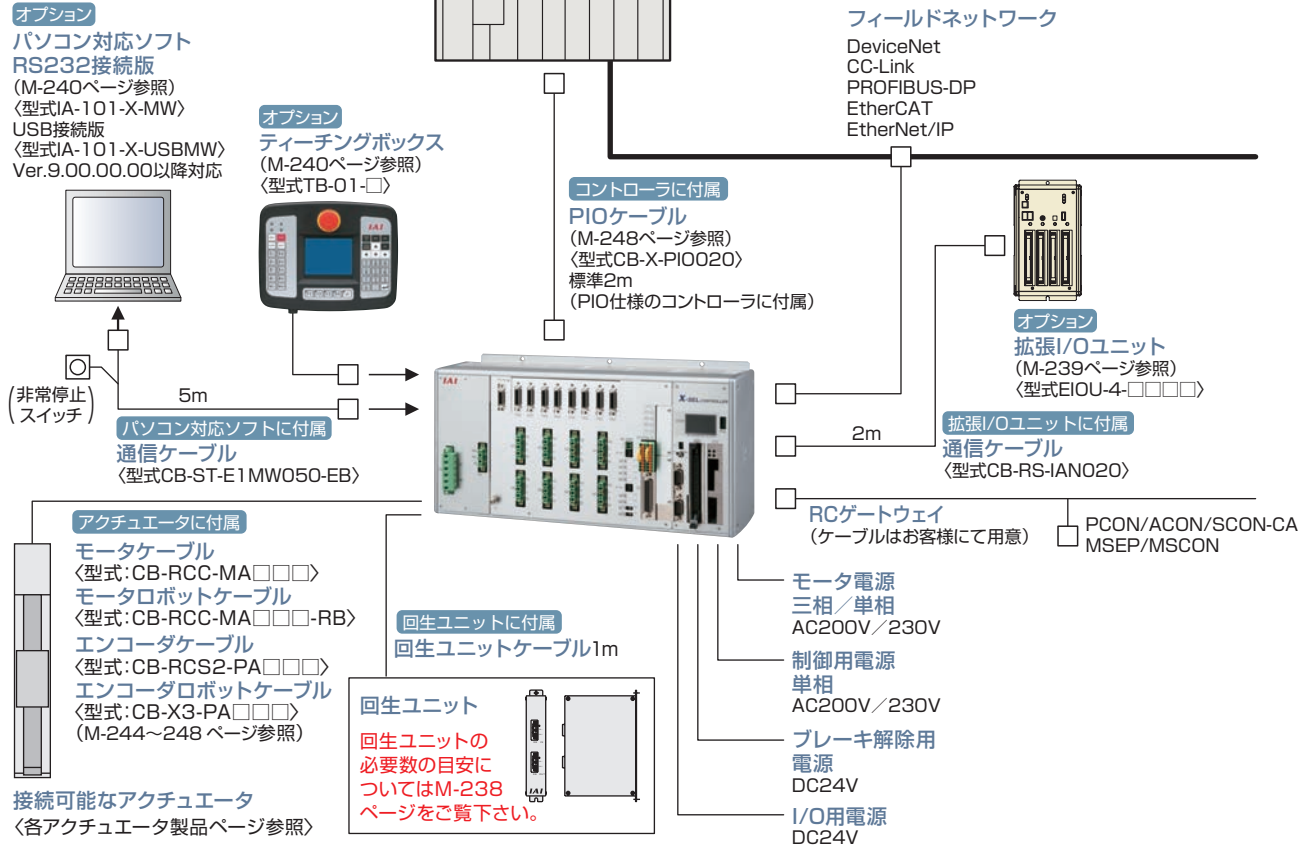 オプション
パソコン対応ソフト
RS232接続版
(M-240ページ参照)
〈型式IA-101-X-MW〉
USB接続版
〈型式IA-101-X-USBMW〉
Ver.9.00.00.00以降対応
オプション
ティーチングボックス
(M-240ページ参照)
〈型式TB-01-□〉
フィールドネットワーク
DeviceNet
CC-Link
PROFIBUS-DP
EtherCAT
EtherNet/IP
コントローラに付属
PIOケーブル
(M-248ページ参照)
〈型式CB-X-PIO020〉
標準2m
(PIO仕様のコントローラに付属)
オプション
拡張I/Oユニット
(M-239ページ参照)
〈型式EIOU-4-□□□□〉
IAI
(非常停止
スイッチ)
5m
パソコン対応ソフトに付属
通信ケーブル
〈型式CB-ST-E1MW050-EB〉
IAI
X-SEL CONTROLLER
2m
拡張I/Oユニットに付属
通信ケーブル
〈型式CB-RS-IAN020〉
RCゲートウェイ
(ケーブルはお客様にて用意)
PCON/ACON/SCON-CA
MSEP/MSCON
アクチュエータに付属
モータケーブル
〈型式:CB-RCC-MA□□□〉
モータロボットケーブル
〈型式:CB-RCC-MA□□□-RB〉
エンコーダケーブル
〈型式:CB-RCS2-PA□□□〉
エンコーダロボットケーブル
〈型式:CB-X3-PA□□□〉
(M-244～248 ページ参照)
接続可能なアクチュエータ
〈各アクチュエータ製品ページ参照〉
回生ユニットに付属
回生ユニットケーブル1m
回生ユニット
回生ユニットの
必要数の目安に
ついてはM-238
ページをご覧下さい。
IAI
モータ電源
三相／単相
AC200V／230V
制御用電源
単相
AC200V／230V
ブレーキ解除用
電源
DC24V
I/O用電源
DC24V